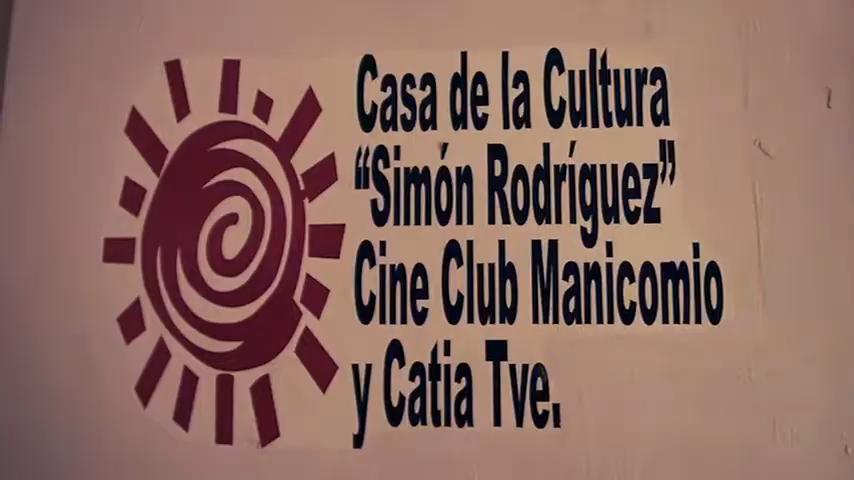 Casa de la Cultura
“Simón Rodríguez”
Cine Club Manicomio
y Catia Tve.